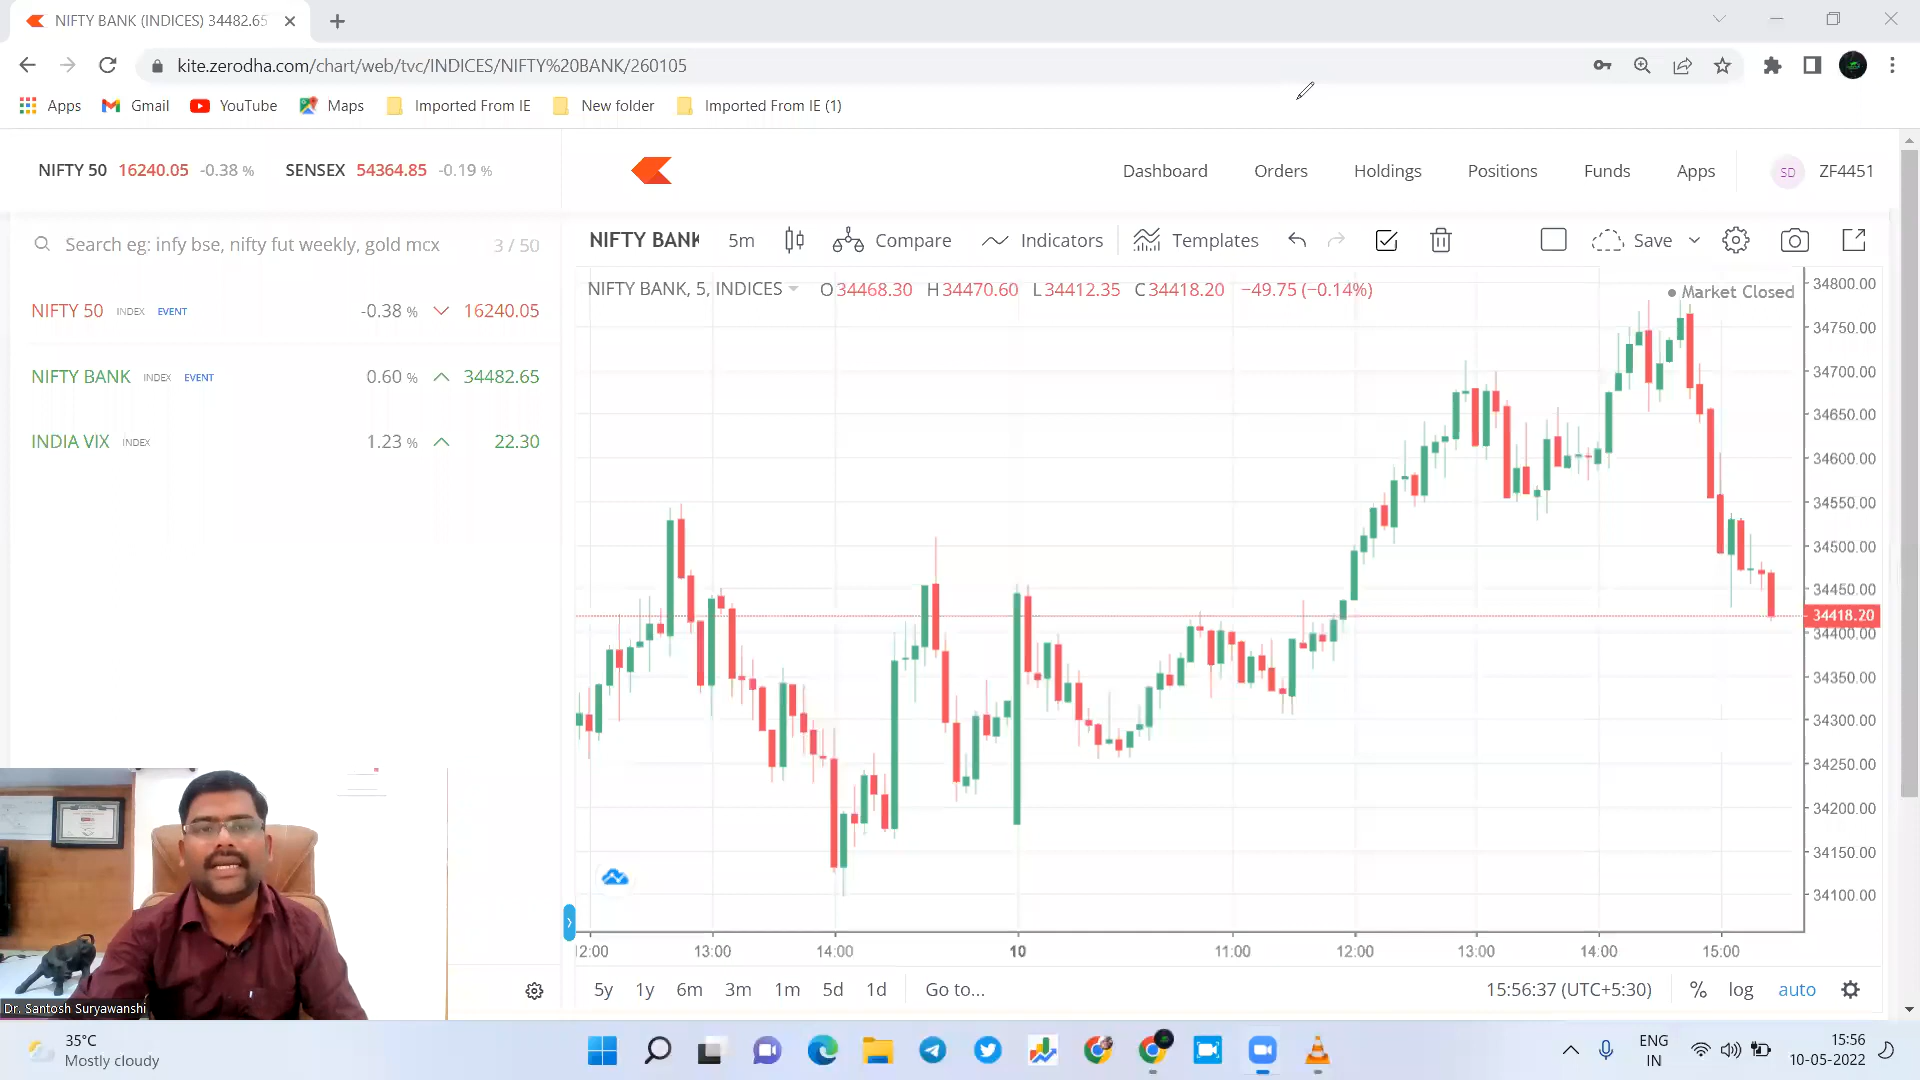 NIFTY BANK (INDICES) 34482.65
kite.zerodha.com/chart/web/tvc/INDICES/NIFTY%20BANK/260105
Apps Gmail YouTube Maps Imported From IE New folder Imported From IE (1)
NIFTY 50 16240.05 -0.38 % SENSEX 54364.85 -0.19 %
Dashboard Orders Holdings Positions Funds Apps SD ZF4451
Search eg: infy bse, nifty fut weekly, gold mcx 3 / 50
NIFTY 50 INDEX EVENT -0.38 % 16240.05
NIFTY BANK INDEX EVENT 0.60 % 34482.65
INDIA VIX INDEX 1.23 % 22.30
NIFTY BANK 5m Compare Indicators Templates Save
NIFTY BANK, 5, INDICES O34468.30 H34470.60 L34412.35 C34418.20 −49.75 (−0.14%)
Market Closed
34800.00
34750.00
34700.00
34650.00
34600.00
34550.00
34500.00
34450.00
34418.20
34400.00
34350.00
34300.00
34250.00
34200.00
34150.00
34100.00
12:00 13:00 14:00 10 11:00 12:00 13:00 14:00 15:00
5y 1y 6m 3m 1m 5d 1d Go to... 15:56:37 (UTC+5:30) % log auto
Dr. Santosh Suryawanshi
35°C
Mostly cloudy
ENG
IN
15:56
10-05-2022